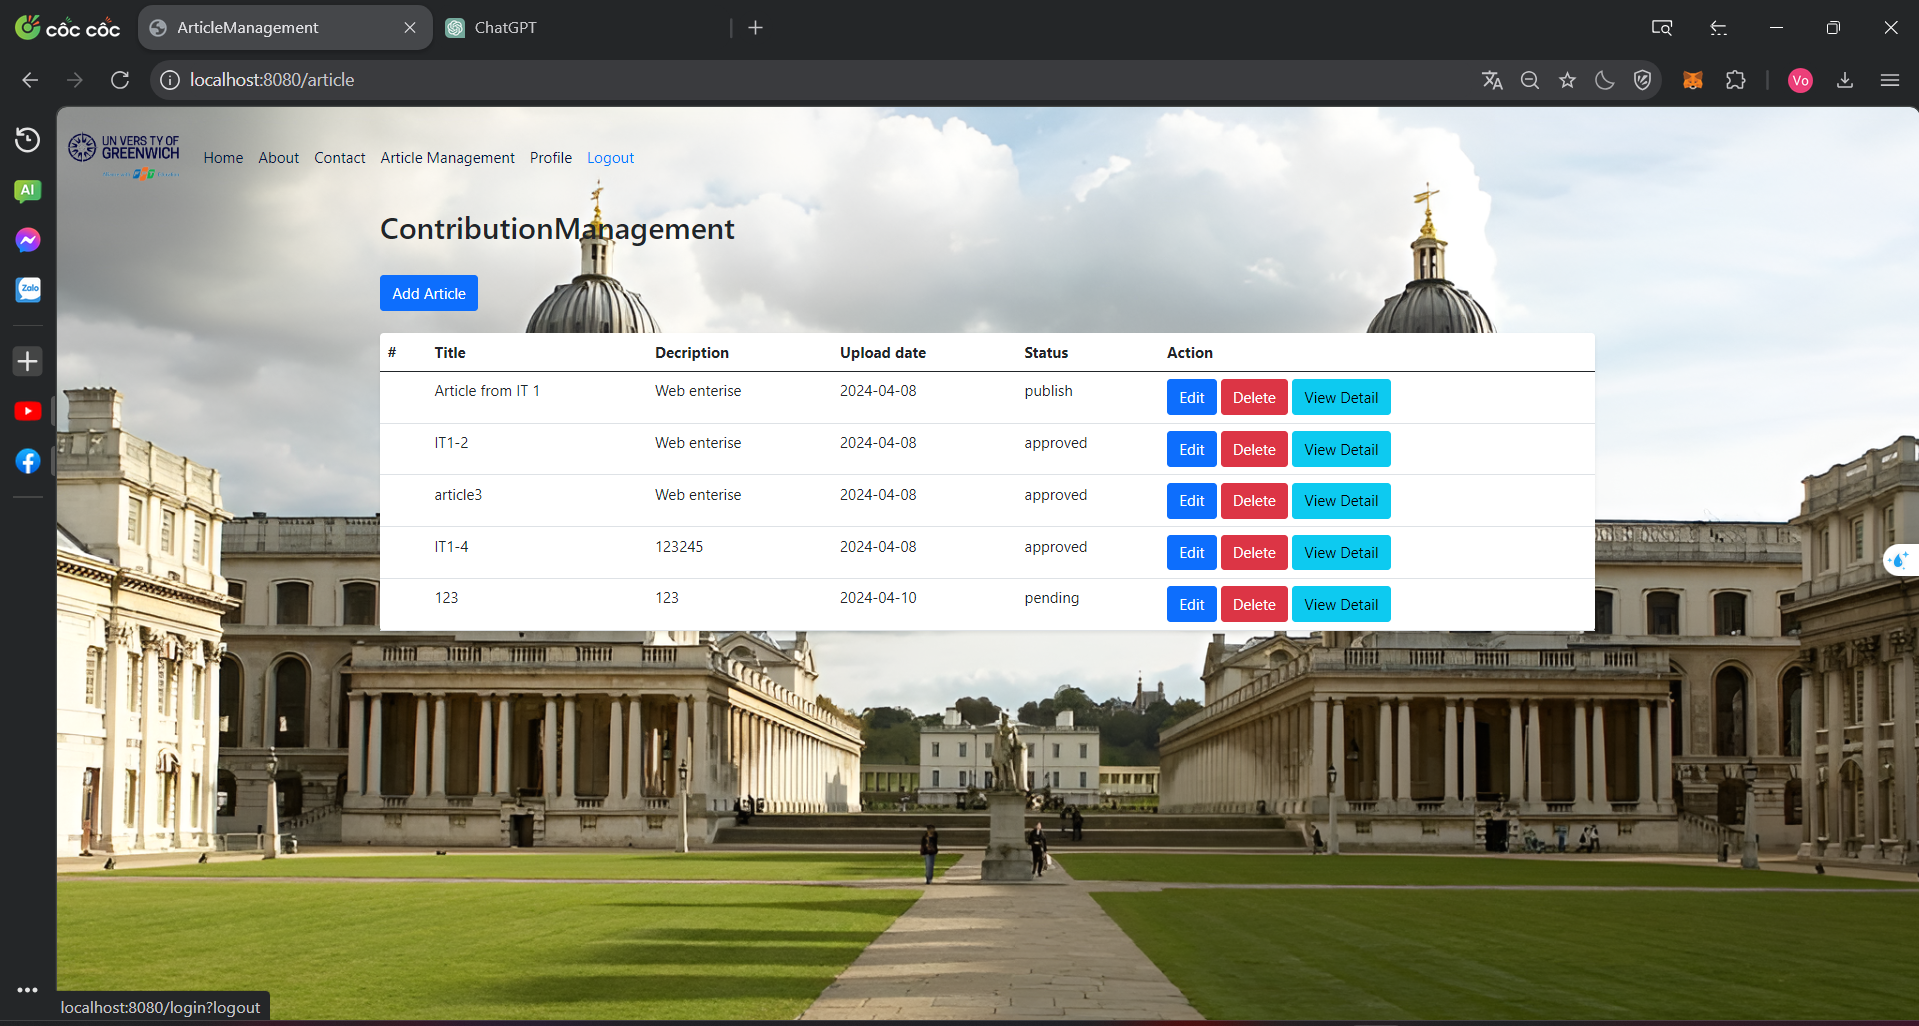 cốc cốc
ArticleManagement
ChatGPT
localhost:8080/article
Vo
AI
Zalo
UNIVERSITY OF
GREENWICH
Home About Contact Article Management Profile Logout
ContributionManagement
Add Article
# Title Decription Upload date Status Action
Article from IT 1 Web enterise 2024-04-08 publish Edit Delete View Detail
IT1-2 Web enterise 2024-04-08 approved Edit Delete View Detail
article3 Web enterise 2024-04-08 approved Edit Delete View Detail
IT1-4 123245 2024-04-08 approved Edit Delete View Detail
123 123 2024-04-10 pending Edit Delete View Detail
localhost:8080/login?logout